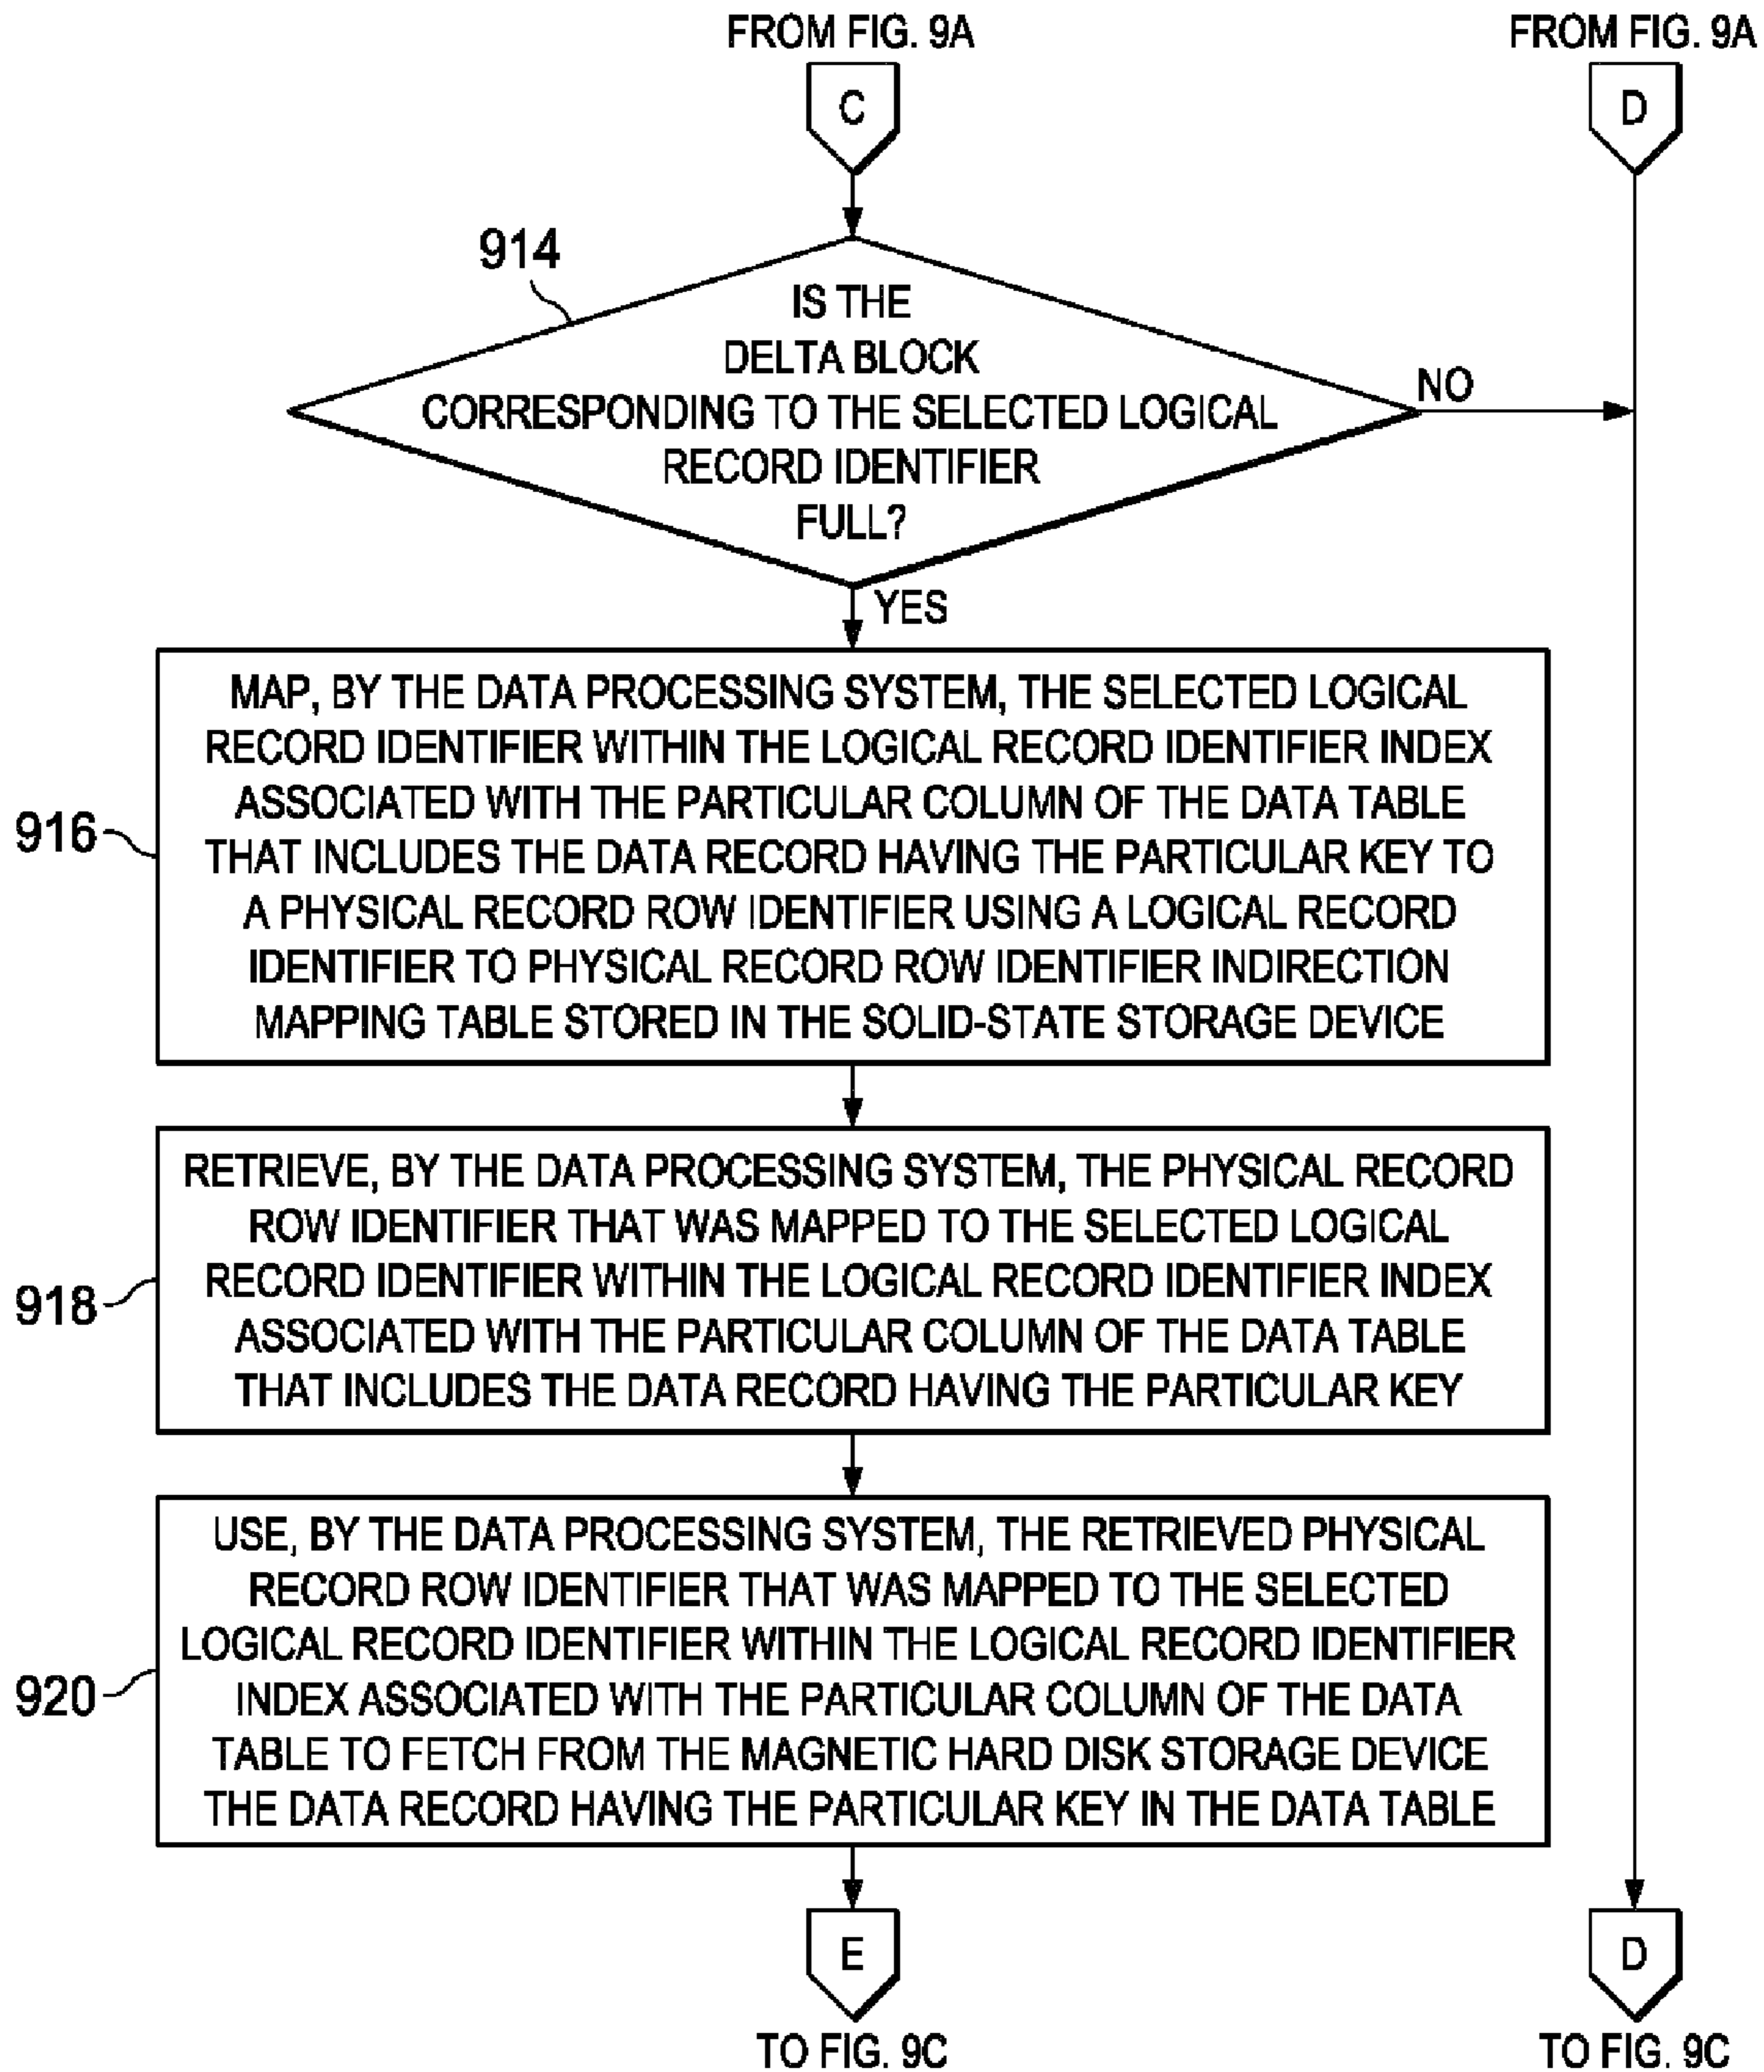 FROM FIG. 9A
FROM FIG. 9A
C
D
914
IS THE
DELTA BLOCK
CORRESPONDING TO THE SELECTED LOGICAL
RECORD IDENTIFIER
FULL?
NO
YES
916
MAP, BY THE DATA PROCESSING SYSTEM, THE SELECTED LOGICAL
RECORD IDENTIFIER WITHIN THE LOGICAL RECORD IDENTIFIER INDEX
ASSOCIATED WITH THE PARTICULAR COLUMN OF THE DATA TABLE
THAT INCLUDES THE DATA RECORD HAVING THE PARTICULAR KEY TO
A PHYSICAL RECORD ROW IDENTIFIER USING A LOGICAL RECORD
IDENTIFIER TO PHYSICAL RECORD ROW IDENTIFIER INDIRECTION
MAPPING TABLE STORED IN THE SOLID-STATE STORAGE DEVICE
918
RETRIEVE, BY THE DATA PROCESSING SYSTEM, THE PHYSICAL RECORD
ROW IDENTIFIER THAT WAS MAPPED TO THE SELECTED LOGICAL
RECORD IDENTIFIER WITHIN THE LOGICAL RECORD IDENTIFIER INDEX
ASSOCIATED WITH THE PARTICULAR COLUMN OF THE DATA TABLE
THAT INCLUDES THE DATA RECORD HAVING THE PARTICULAR KEY
920
USE, BY THE DATA PROCESSING SYSTEM, THE RETRIEVED PHYSICAL
RECORD ROW IDENTIFIER THAT WAS MAPPED TO THE SELECTED
LOGICAL RECORD IDENTIFIER WITHIN THE LOGICAL RECORD IDENTIFIER
INDEX ASSOCIATED WITH THE PARTICULAR COLUMN OF THE DATA
TABLE TO FETCH FROM THE MAGNETIC HARD DISK STORAGE DEVICE
THE DATA RECORD HAVING THE PARTICULAR KEY IN THE DATA TABLE
E
D
TO FIG. 9C
TO FIG. 9C